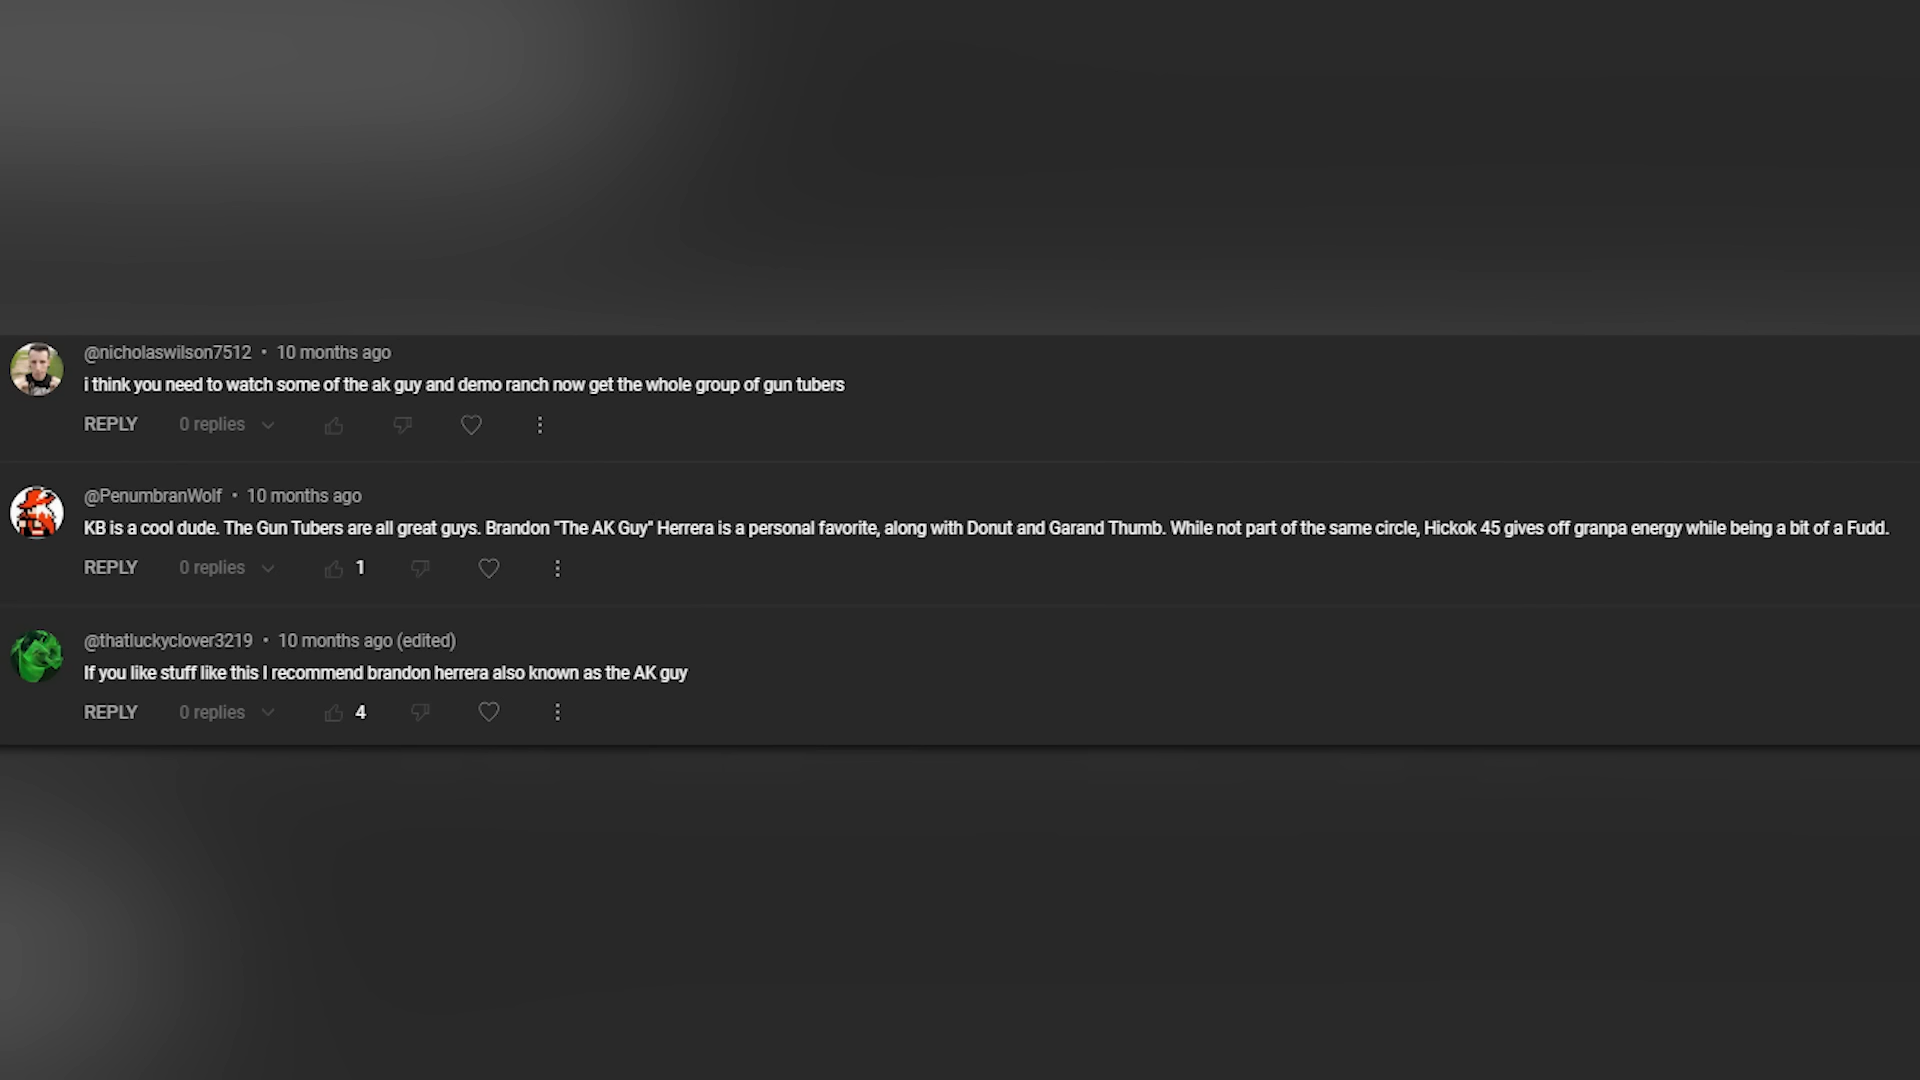 @nicholaswilson7512 • 10 months ago
i think you need to watch some of the ak guy and demo ranch now get the whole group of gun tubers
REPLY 0 replies
@PenumbranWolf • 10 months ago
KB is a cool dude. The Gun Tubers are all great guys. Brandon "The AK Guy" Herrera is a personal favorite, along with Donut and Garand Thumb. While not part of the same circle, Hickok 45 gives off granpa energy while being a bit of a Fudd.
REPLY 0 replies 1
@thatluckyclover3219 • 10 months ago (edited)
If you like stuff like this I recommend brandon herrera also known as the AK guy
REPLY 0 replies 4